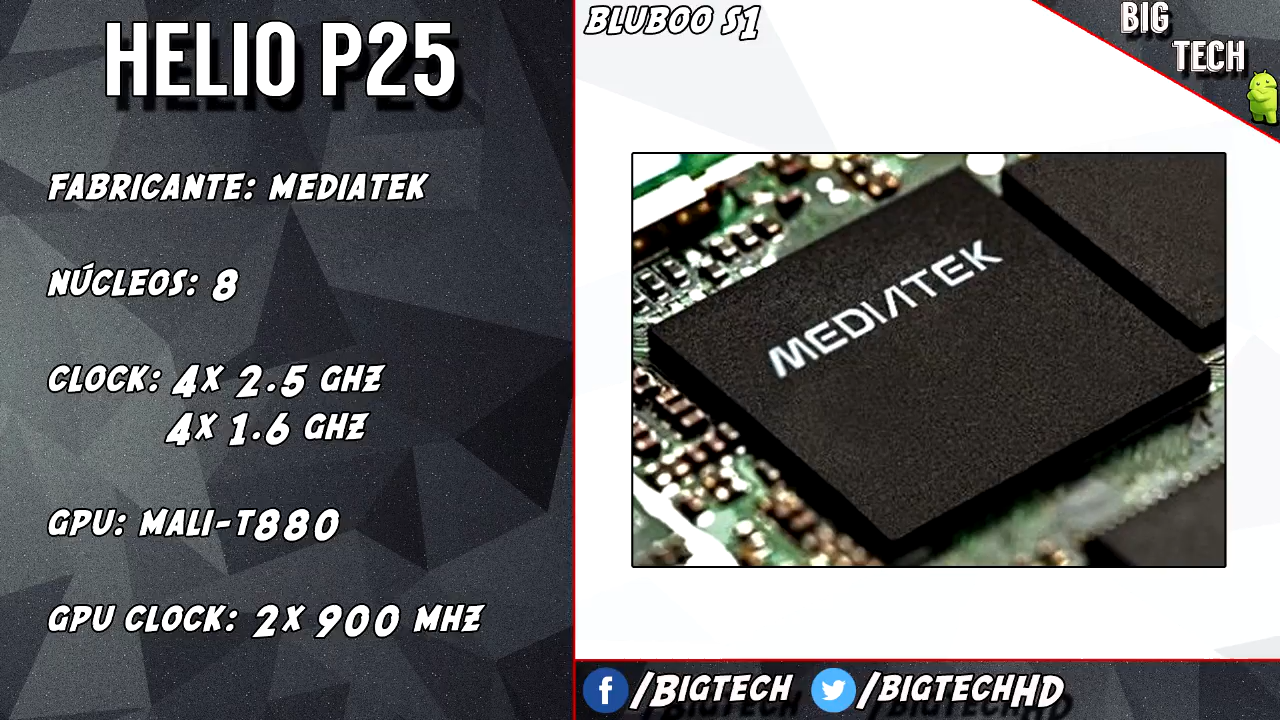 HELIO P25
FABRICANTE: MEDIATEK
NÚCLEOS: 8
CLOCK: 4X 2.5 GHZ
4X 1.6 GHZ
GPU: MALI-T880
GPU CLOCK: 2X 900 MHZ
BLUBOO S1
BIG
TECH
MEDIATEK
/BIGTECH
/BIGTECHHD